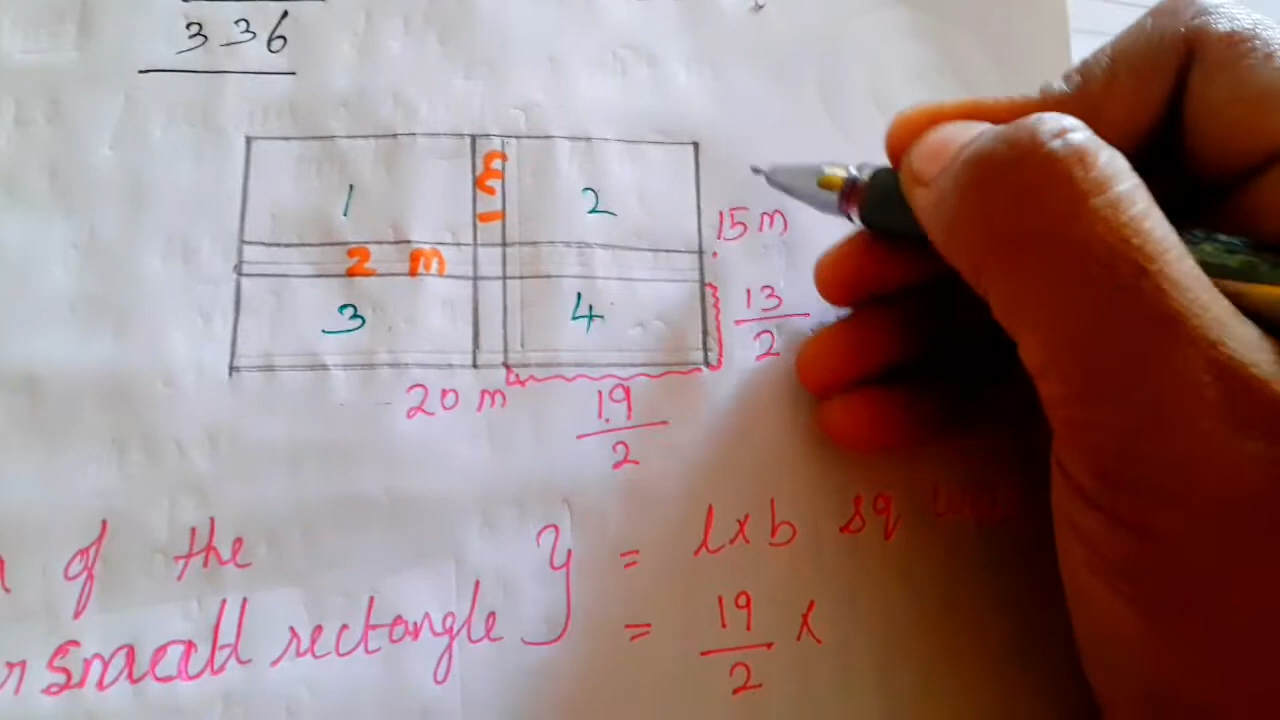 336
1 m 2
1
15 m
2 m
13
3 4
2
20 m
19
2
of the
= l x b sq
small rectangle } = 19 x
2